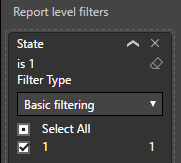 Report level filters
State
is 1
Filter Type
Basic filtering
Select All
1 1